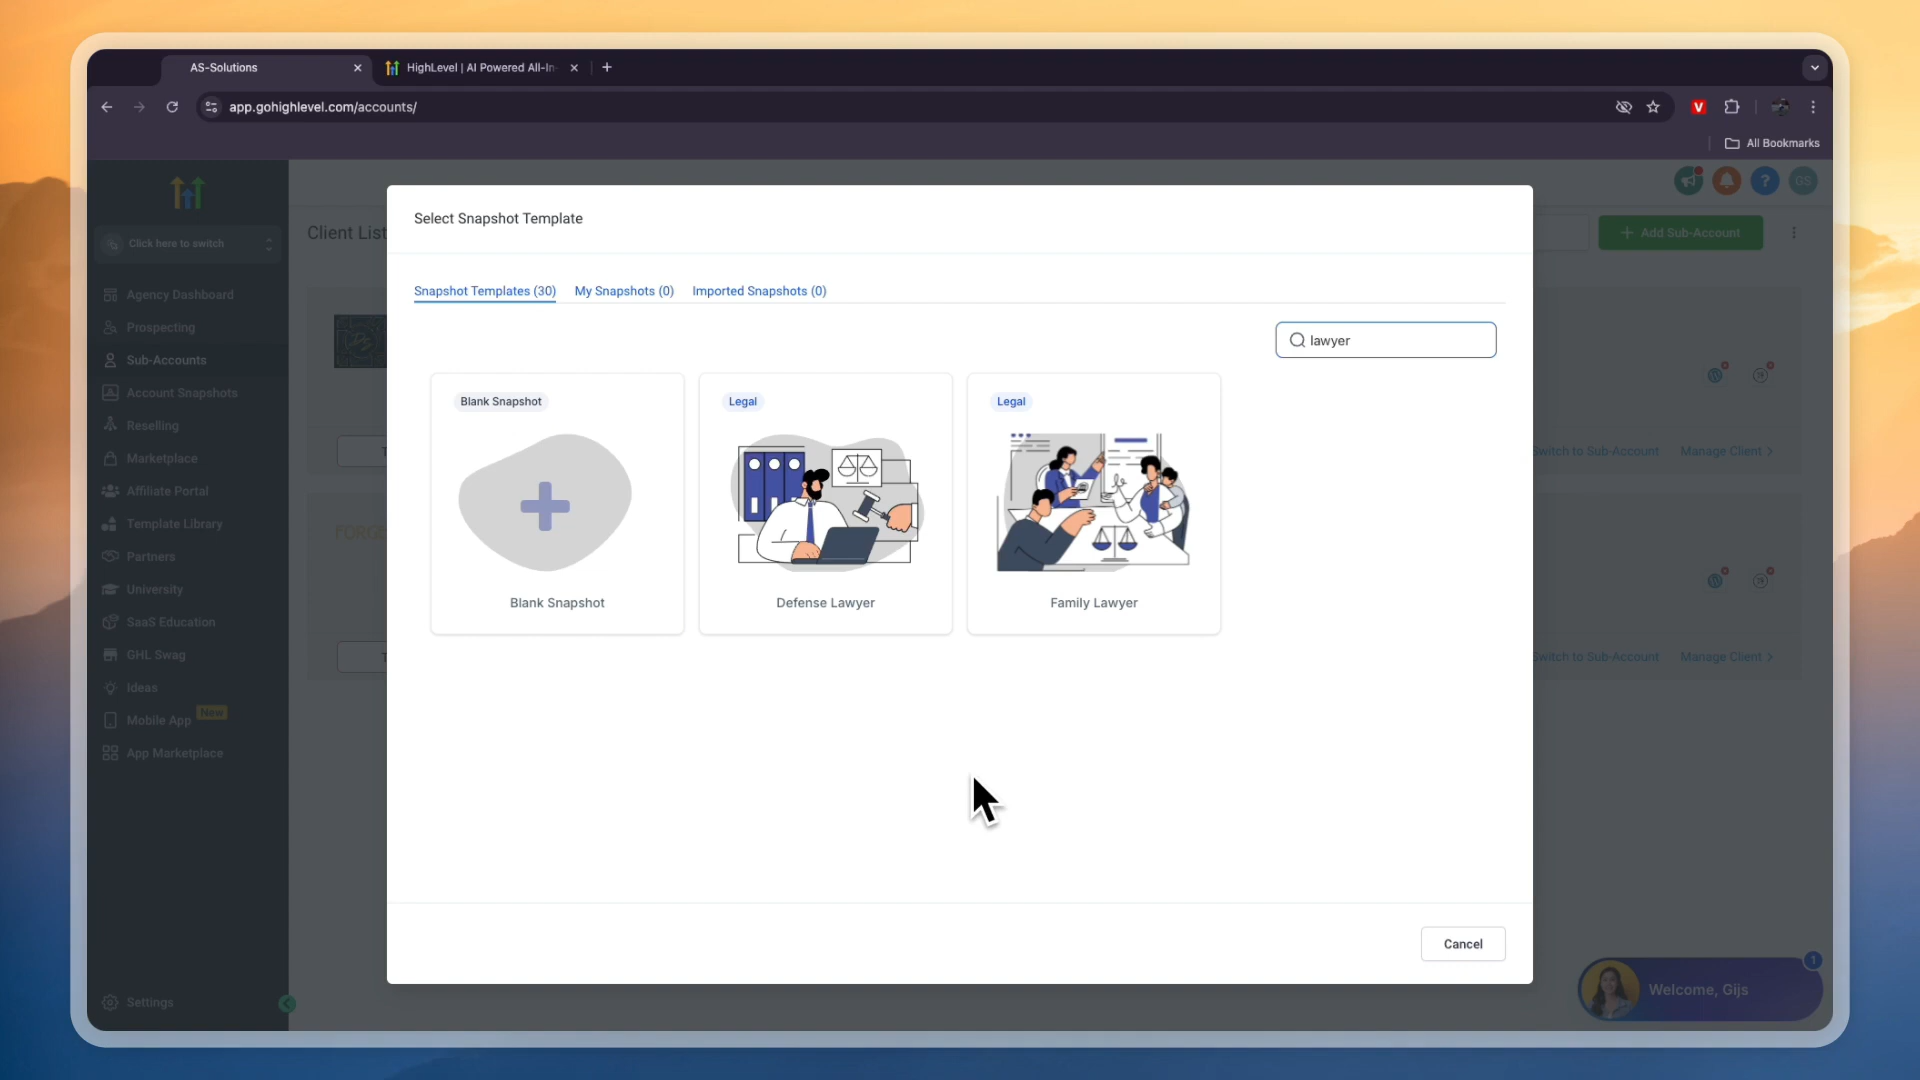 AS-Solutions
HighLevel | AI Powered All-In-
app.gohighlevel.com/accounts/
V
All Bookmarks
Click here to switch
Agency Dashboard
Prospecting
Sub-Accounts
Account Snapshots
Reselling
Marketplace
Affiliate Portal
Template Library
Partners
University
SaaS Education
GHL Swag
Ideas
Mobile App New
App Marketplace
Settings
Client List
? GS
+ Add Sub-Account
Select Snapshot Template
Snapshot Templates (30) My Snapshots (0) Imported Snapshots (0)
lawyer
Blank Snapshot
Legal
Legal
Blank Snapshot
Defense Lawyer
Family Lawyer
Switch to Sub-Account Manage Client >
Switch to Sub-Account Manage Client >
Cancel
1
Welcome, Gijs